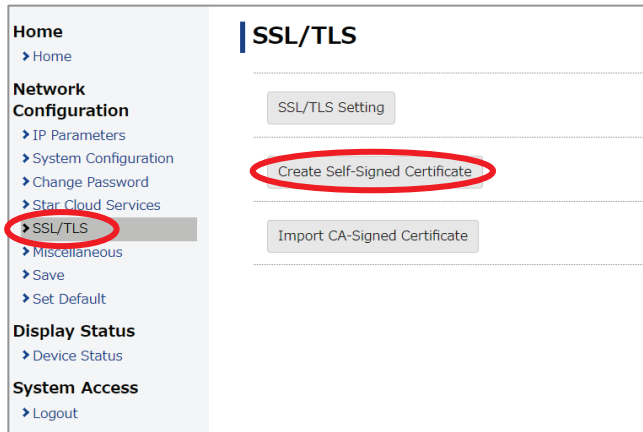 Home
Home
Network
Configuration
IP Parameters
System Configuration
Change Password
Star Cloud Services
SSL/TLS
Miscellaneous
Save
Set Default
Display Status
Device Status
System Access
Logout
SSL/TLS
SSL/TLS Setting
Create Self-Signed Certificate
Import CA-Signed Certificate